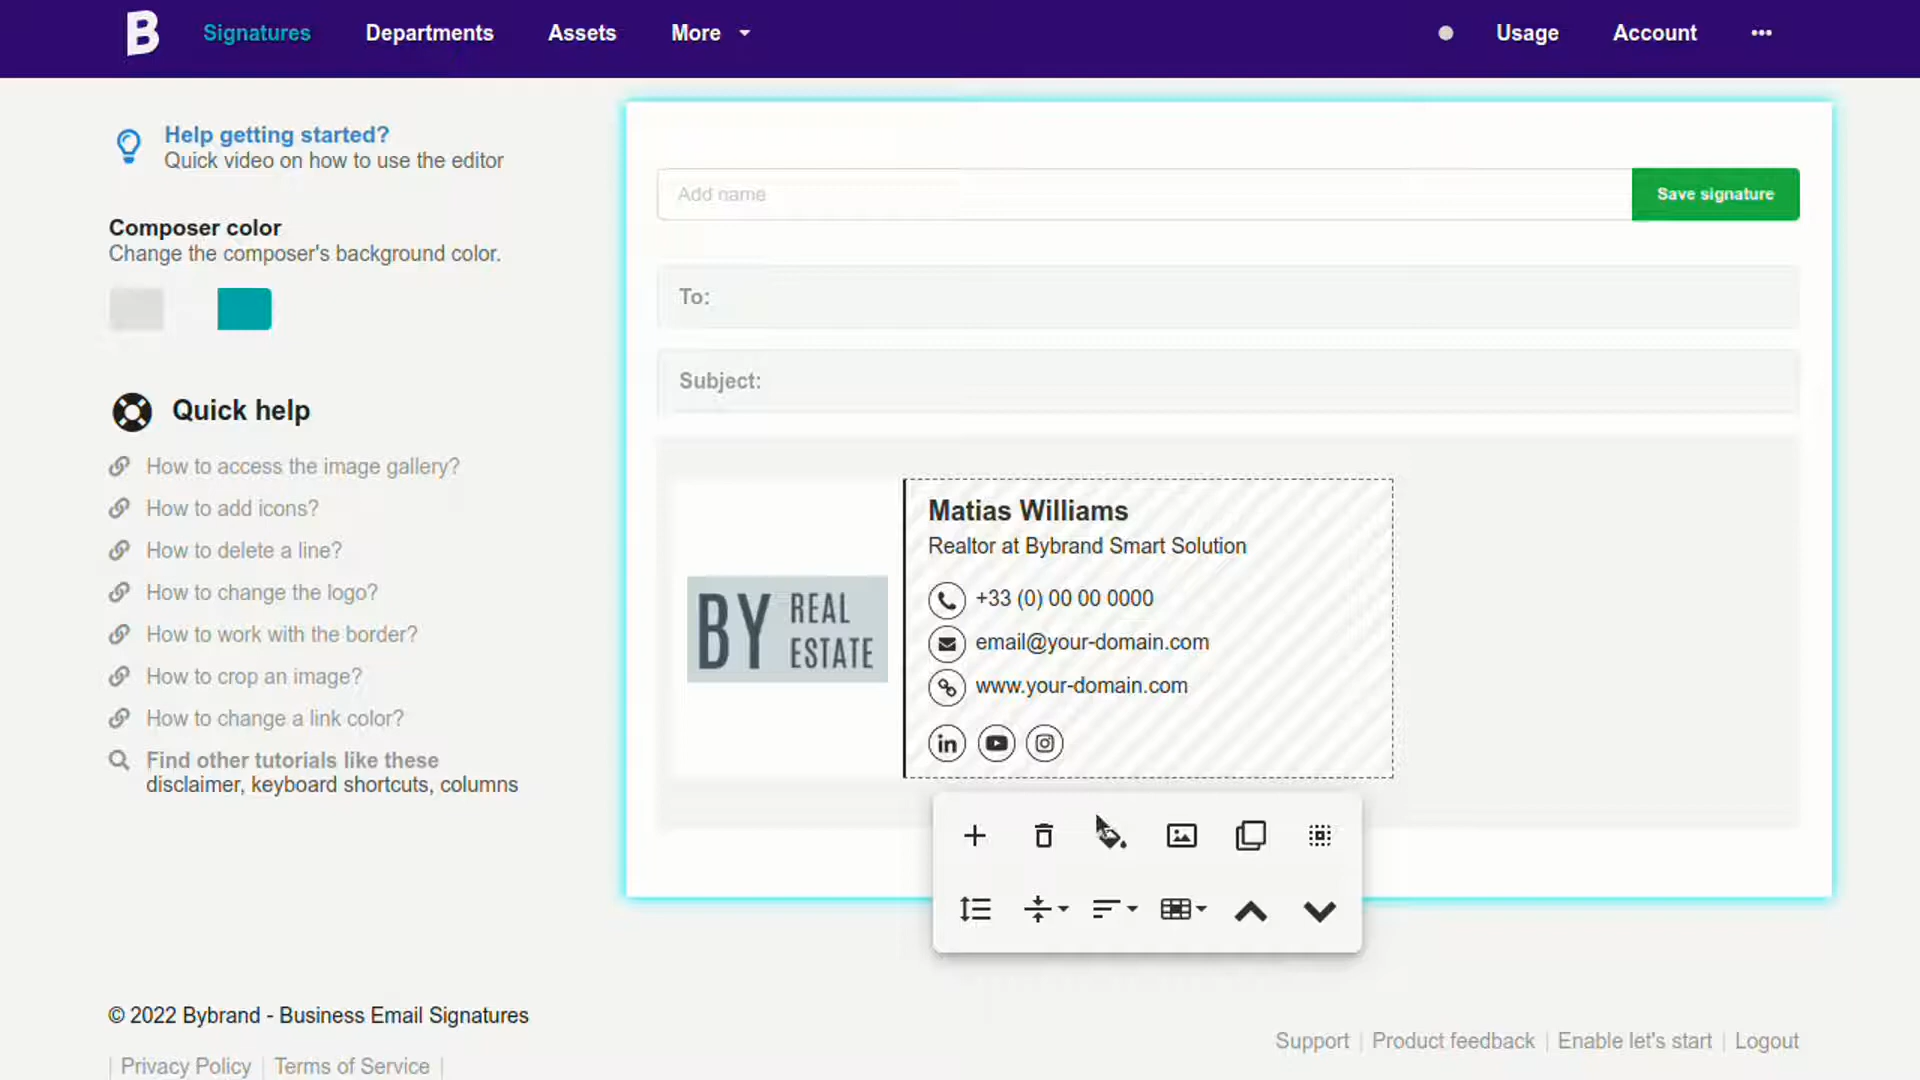 B Signatures Departments Assets More Usage Account
Help getting started?
Quick video on how to use the editor
Composer color
Change the composer's background color.
Quick help
How to access the image gallery?
How to add icons?
How to delete a line?
How to change the logo?
How to work with the border?
How to crop an image?
How to change a link color?
Find other tutorials like these
disclaimer, keyboard shortcuts, columns
Add name
Save signature
To:
Subject:
BY REAL
ESTATE
Matias Williams
Realtor at Bybrand Smart Solution
+33 (0) 00 00 0000
email@your-domain.com
www.your-domain.com
in
© 2022 Bybrand - Business Email Signatures
| Privacy Policy | Terms of Service |
Support | Product feedback | Enable let's start | Logout